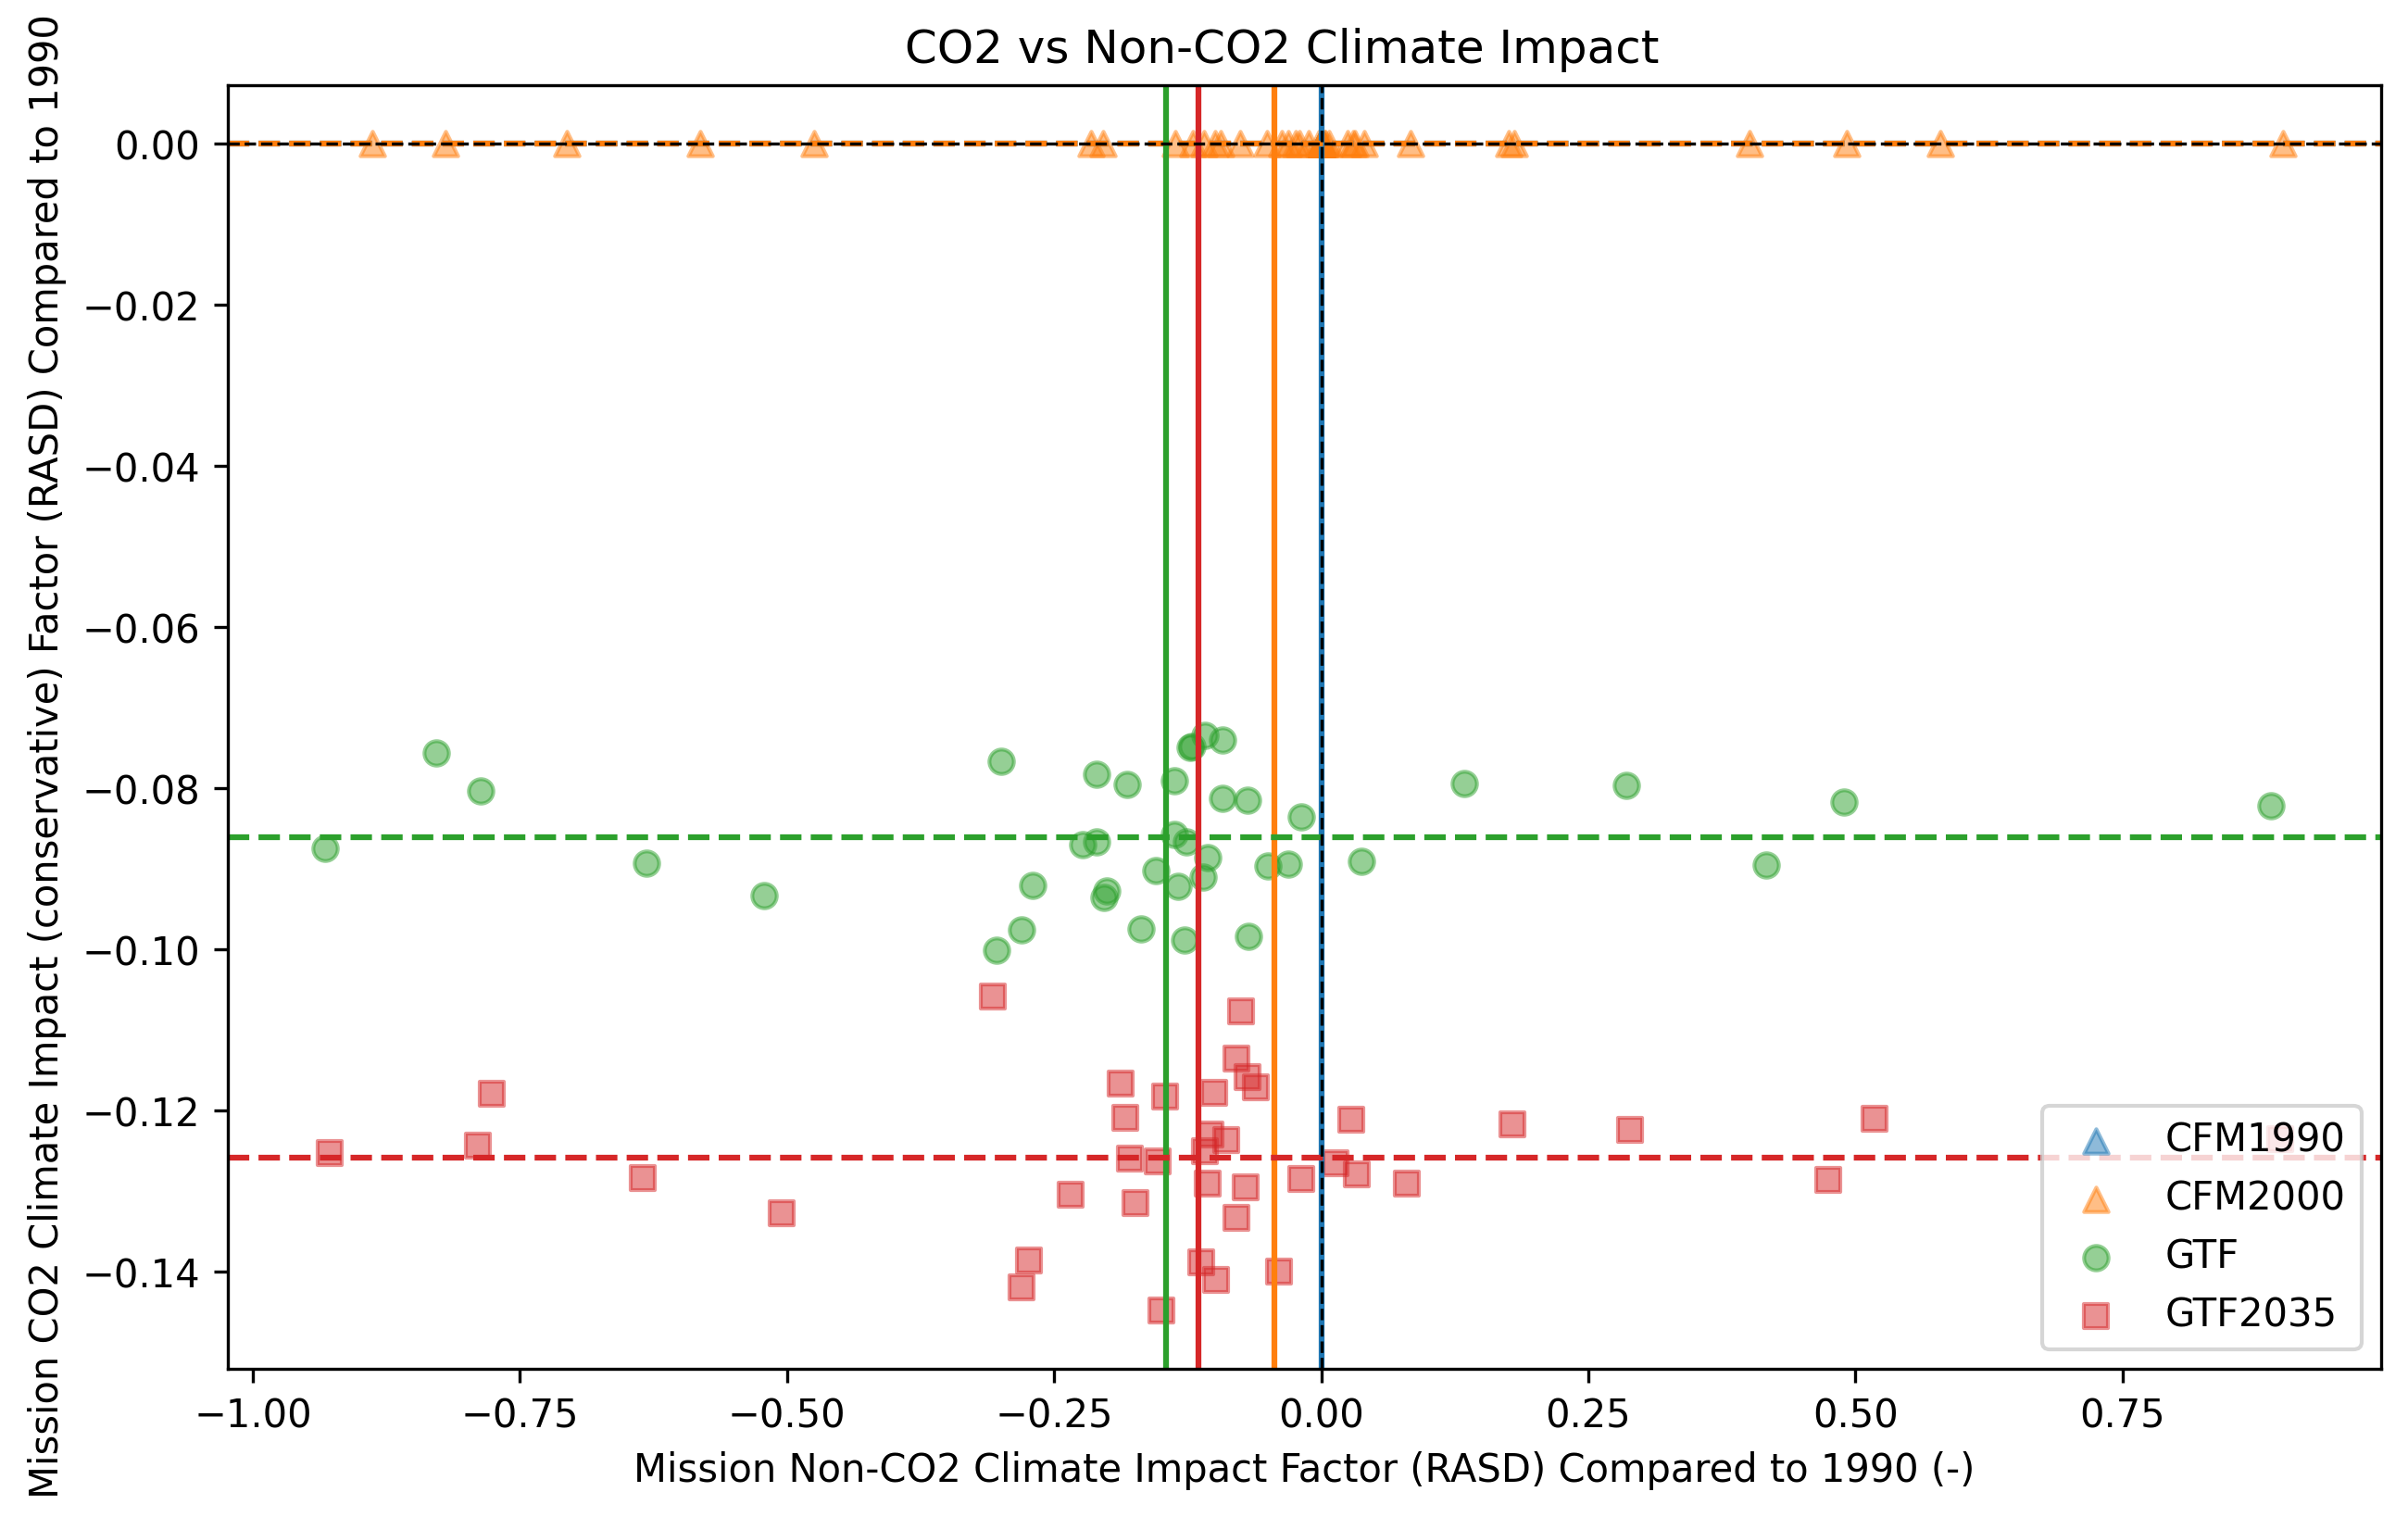 CO2 vs Non-CO2 Climate Impact
Mission CO2 Climate Impact (conservative) Factor (RASD) Compared to 1990
0.00
−0.02
−0.04
−0.06
−0.08
−0.10
−0.12
−0.14
CFM1990
CFM2000
GTF
GTF2035
−1.00
−0.75
−0.50
−0.25
0.00
0.25
0.50
0.75
Mission Non-CO2 Climate Impact Factor (RASD) Compared to 1990 (-)